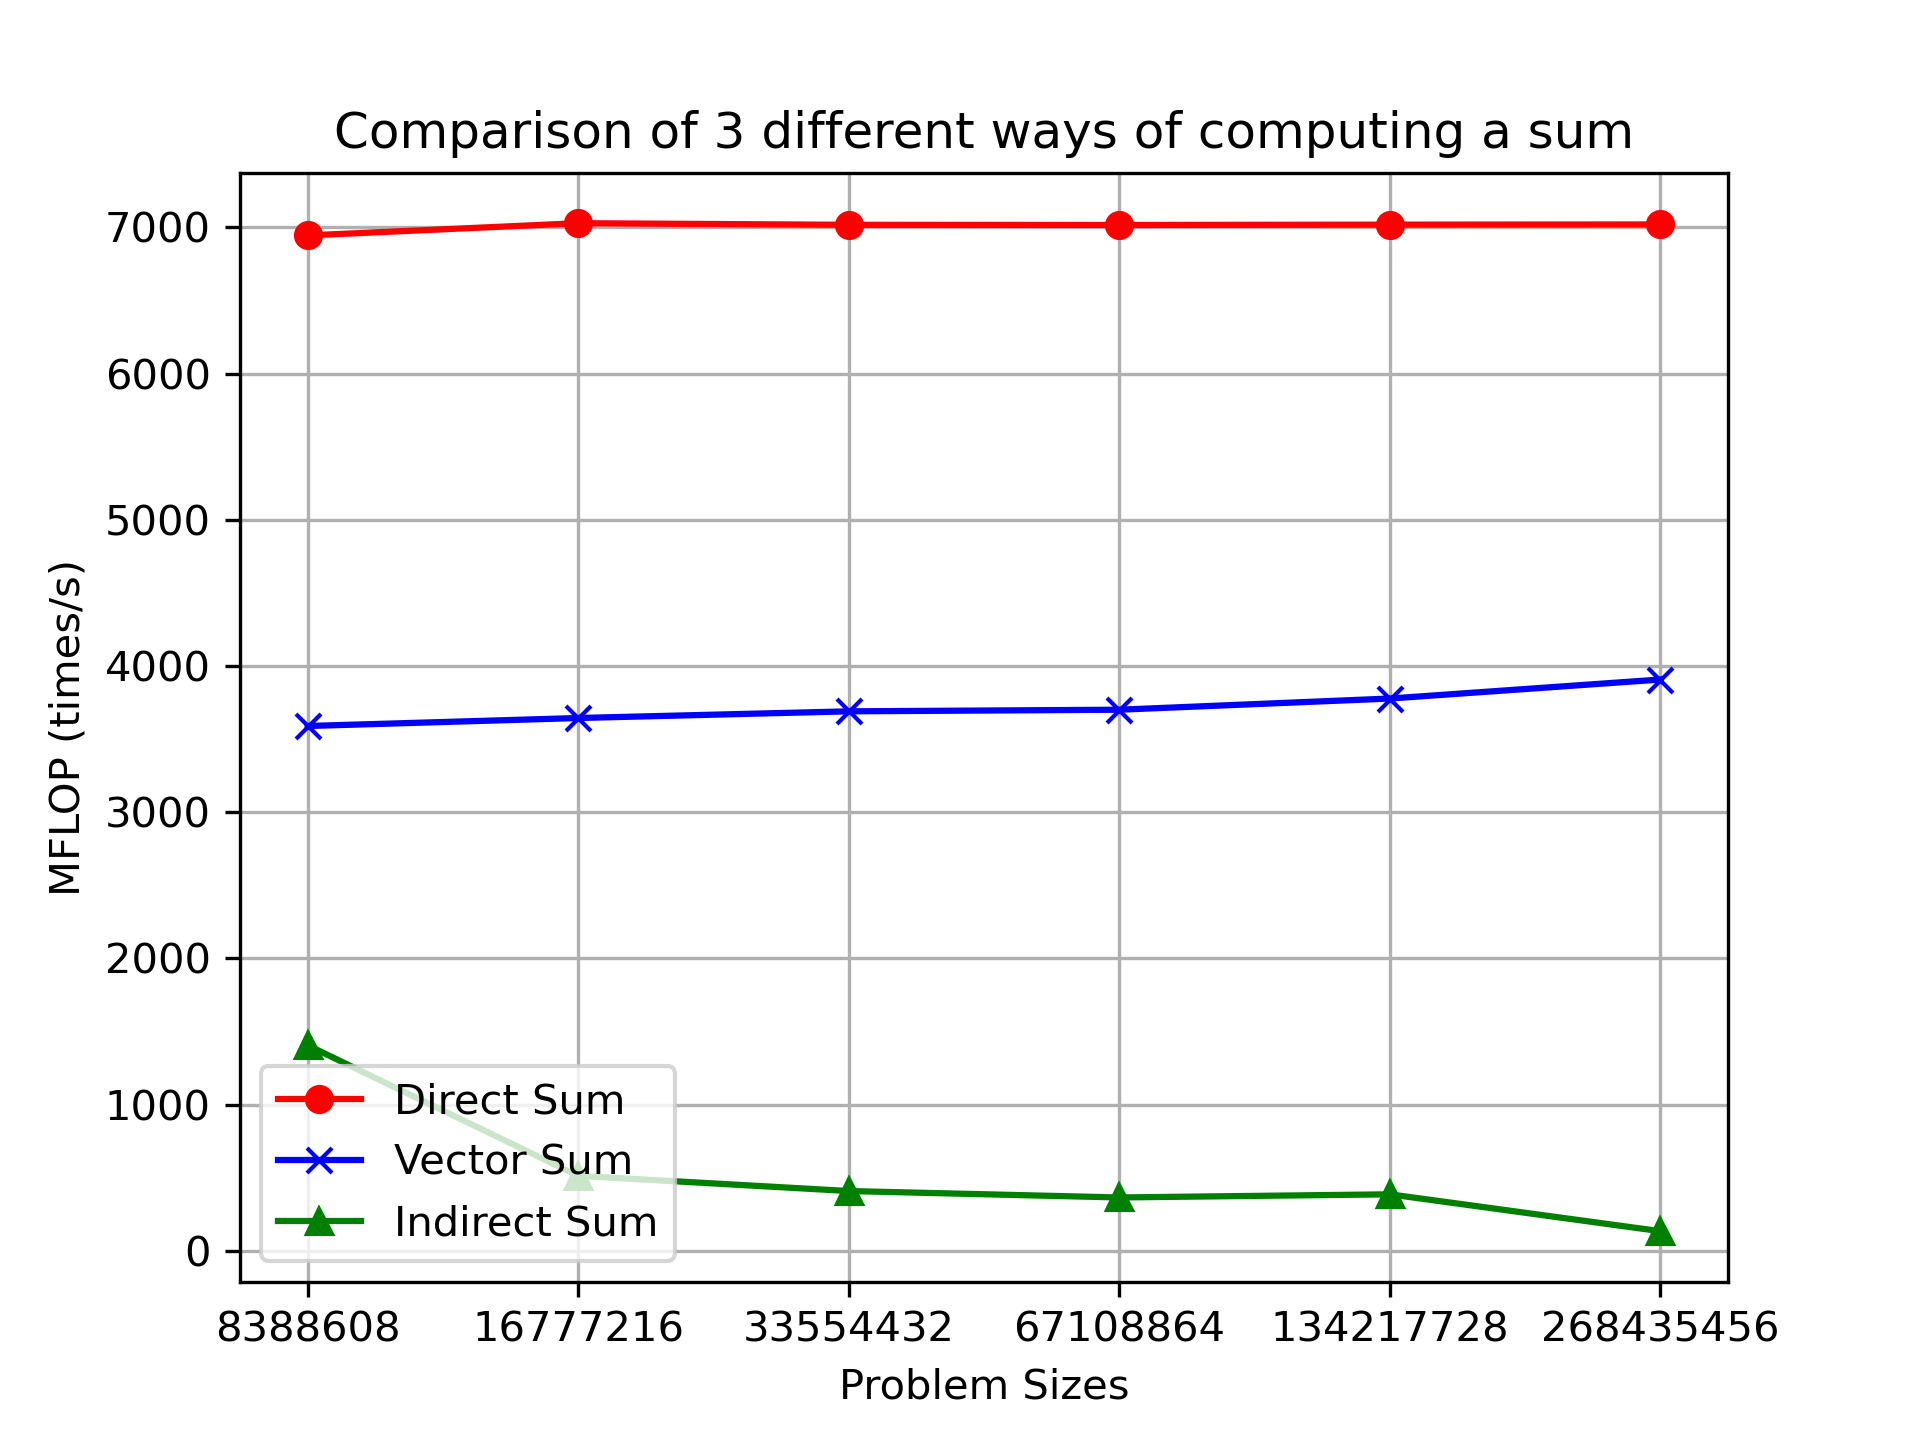 Comparison of 3 different ways of computing a sum
7000
6000
5000
4000
3000
2000
1000
0
MFLOP (times/s)
Direct Sum
Vector Sum
Indirect Sum
8388608 16777216 33554432 67108864 134217728 268435456
Problem Sizes